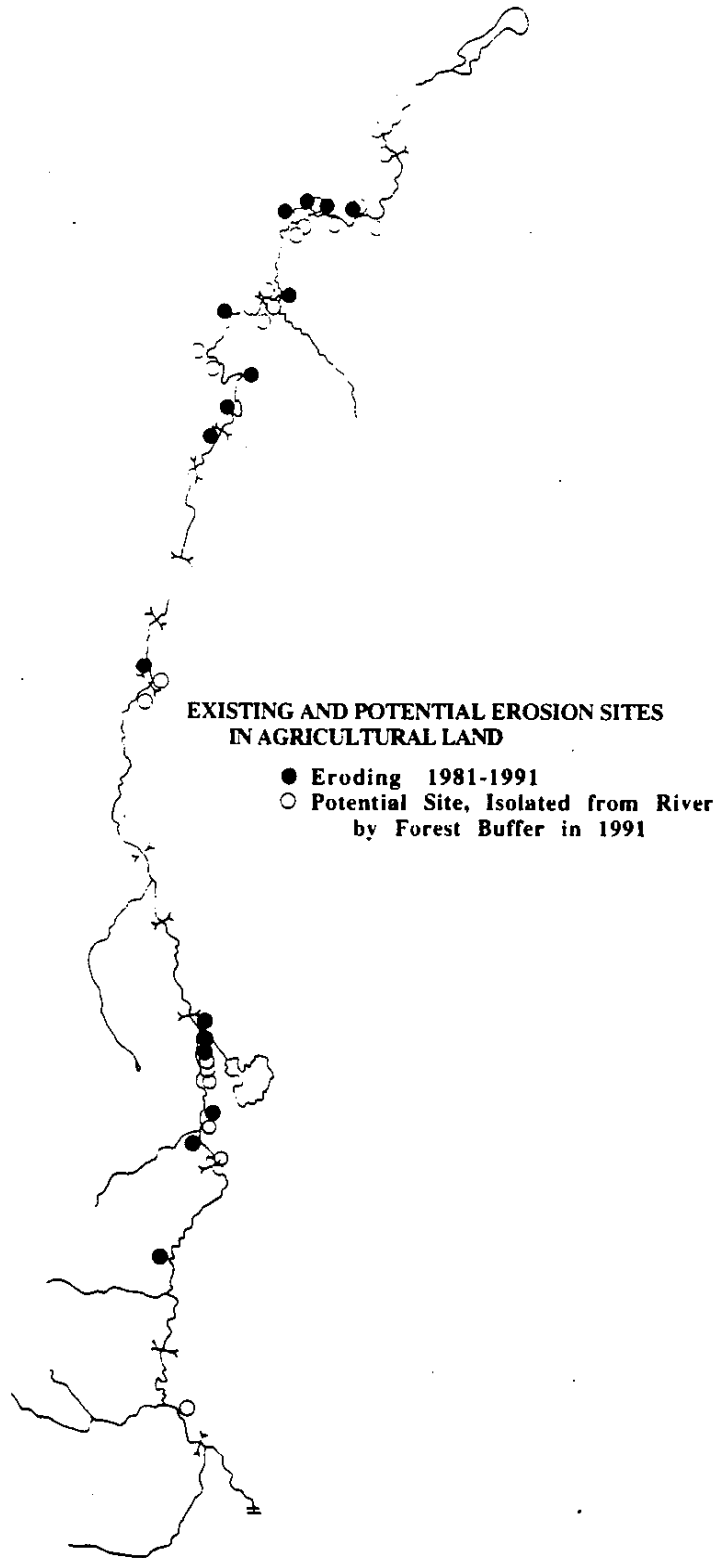 EXISTING AND POTENTIAL EROSION SITES
IN AGRICULTURAL LAND
Eroding 1981-1991
Potential Site, Isolated from River
by Forest Buffer in 1991